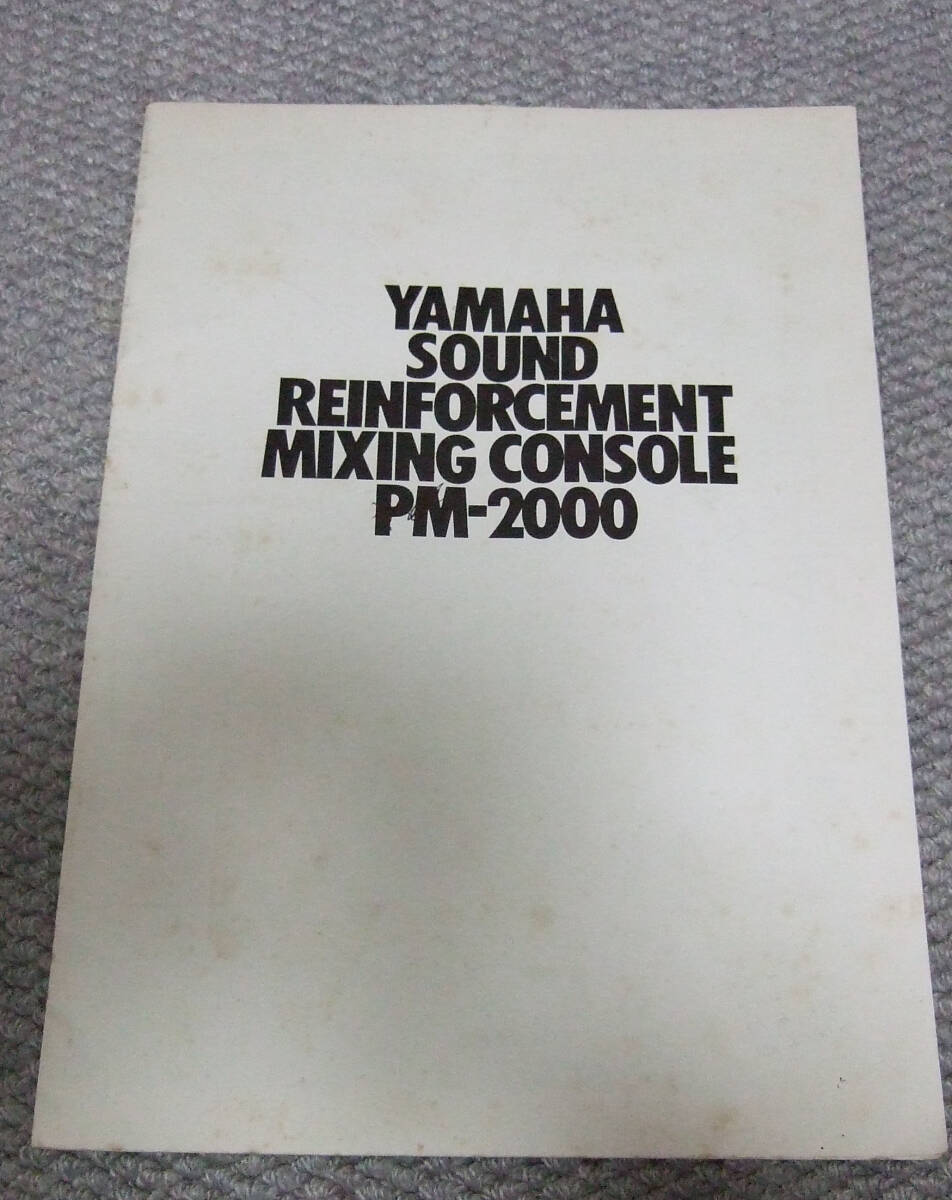 YAMAHA
SOUND
REINFORCEMENT
MIXING CONSOLE
PM-2000